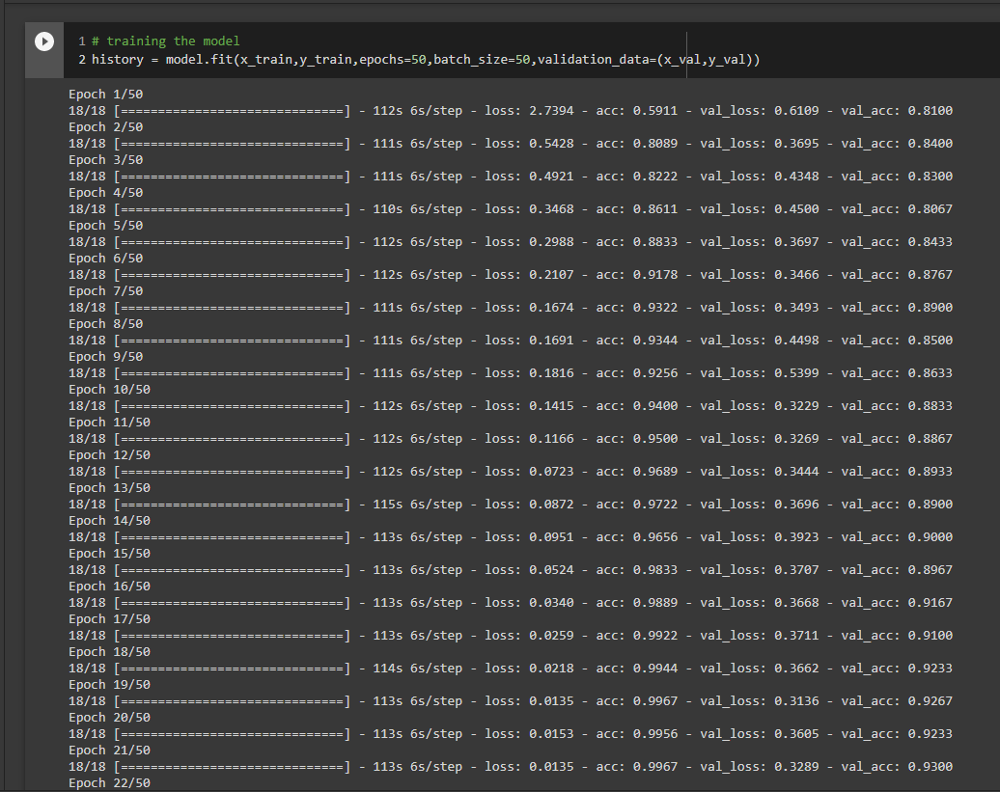 1 # training the model
2 history = model.fit(x_train,y_train,epochs=50,batch_size=50,validation_data=(x_val,y_val))
Epoch 1/50
18/18 [==============================] - 112s 6s/step - loss: 2.7394 - acc: 0.5911 - val_loss: 0.6109 - val_acc: 0.8100
Epoch 2/50
18/18 [==============================] - 111s 6s/step - loss: 0.5428 - acc: 0.8089 - val_loss: 0.3695 - val_acc: 0.8400
Epoch 3/50
18/18 [==============================] - 111s 6s/step - loss: 0.4921 - acc: 0.8222 - val_loss: 0.4348 - val_acc: 0.8300
Epoch 4/50
18/18 [==============================] - 110s 6s/step - loss: 0.3468 - acc: 0.8611 - val_loss: 0.4500 - val_acc: 0.8067
Epoch 5/50
18/18 [==============================] - 112s 6s/step - loss: 0.2988 - acc: 0.8833 - val_loss: 0.3697 - val_acc: 0.8433
Epoch 6/50
18/18 [==============================] - 112s 6s/step - loss: 0.2107 - acc: 0.9178 - val_loss: 0.3466 - val_acc: 0.8767
Epoch 7/50
18/18 [==============================] - 111s 6s/step - loss: 0.1674 - acc: 0.9322 - val_loss: 0.3493 - val_acc: 0.8900
Epoch 8/50
18/18 [==============================] - 111s 6s/step - loss: 0.1691 - acc: 0.9344 - val_loss: 0.4498 - val_acc: 0.8500
Epoch 9/50
18/18 [==============================] - 111s 6s/step - loss: 0.1816 - acc: 0.9256 - val_loss: 0.5399 - val_acc: 0.8633
Epoch 10/50
18/18 [==============================] - 112s 6s/step - loss: 0.1415 - acc: 0.9400 - val_loss: 0.3229 - val_acc: 0.8833
Epoch 11/50
18/18 [==============================] - 112s 6s/step - loss: 0.1166 - acc: 0.9500 - val_loss: 0.3269 - val_acc: 0.8867
Epoch 12/50
18/18 [==============================] - 112s 6s/step - loss: 0.0723 - acc: 0.9689 - val_loss: 0.3444 - val_acc: 0.8933
Epoch 13/50
18/18 [==============================] - 115s 6s/step - loss: 0.0872 - acc: 0.9722 - val_loss: 0.3696 - val_acc: 0.8900
Epoch 14/50
18/18 [==============================] - 113s 6s/step - loss: 0.0951 - acc: 0.9656 - val_loss: 0.3923 - val_acc: 0.9000
Epoch 15/50
18/18 [==============================] - 113s 6s/step - loss: 0.0524 - acc: 0.9833 - val_loss: 0.3707 - val_acc: 0.8967
Epoch 16/50
18/18 [==============================] - 113s 6s/step - loss: 0.0340 - acc: 0.9889 - val_loss: 0.3668 - val_acc: 0.9167
Epoch 17/50
18/18 [==============================] - 113s 6s/step - loss: 0.0259 - acc: 0.9922 - val_loss: 0.3711 - val_acc: 0.9100
Epoch 18/50
18/18 [==============================] - 114s 6s/step - loss: 0.0218 - acc: 0.9944 - val_loss: 0.3662 - val_acc: 0.9233
Epoch 19/50
18/18 [==============================] - 113s 6s/step - loss: 0.0135 - acc: 0.9967 - val_loss: 0.3136 - val_acc: 0.9267
Epoch 20/50
18/18 [==============================] - 113s 6s/step - loss: 0.0153 - acc: 0.9956 - val_loss: 0.3605 - val_acc: 0.9233
Epoch 21/50
18/18 [==============================] - 113s 6s/step - loss: 0.0135 - acc: 0.9967 - val_loss: 0.3289 - val_acc: 0.9300
Epoch 22/50